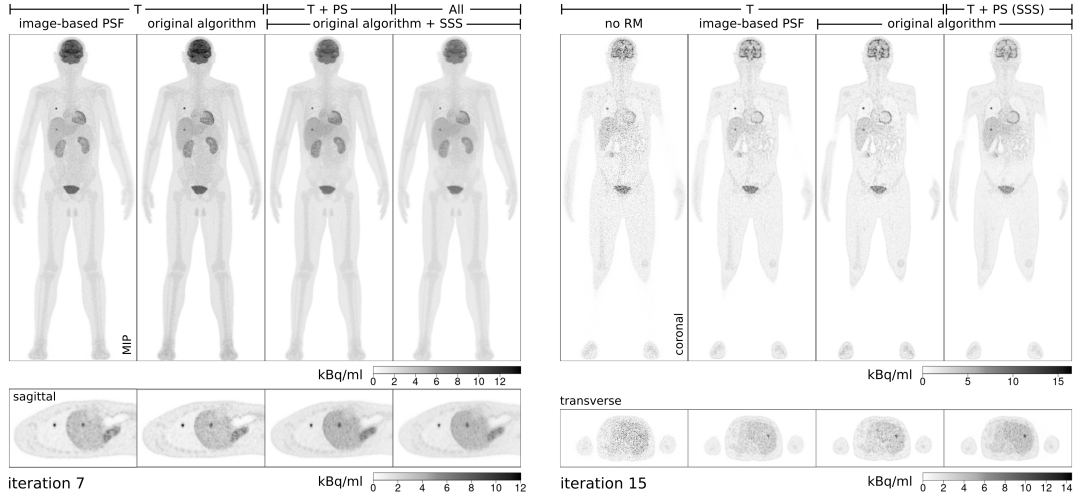 T
T + PS
All
image-based PSF
original algorithm
original algorithm + SSS
MIP
kBq/ml
0 2 4 6 8 10 12
sagittal
iteration 7
kBq/ml
0 2 4 6 8 10 12
T
T + PS (SSS)
no RM
image-based PSF
original algorithm
coronal
kBq/ml
0 5 10 15
transverse
iteration 15
kBq/ml
0 2 4 6 8 10 12 14